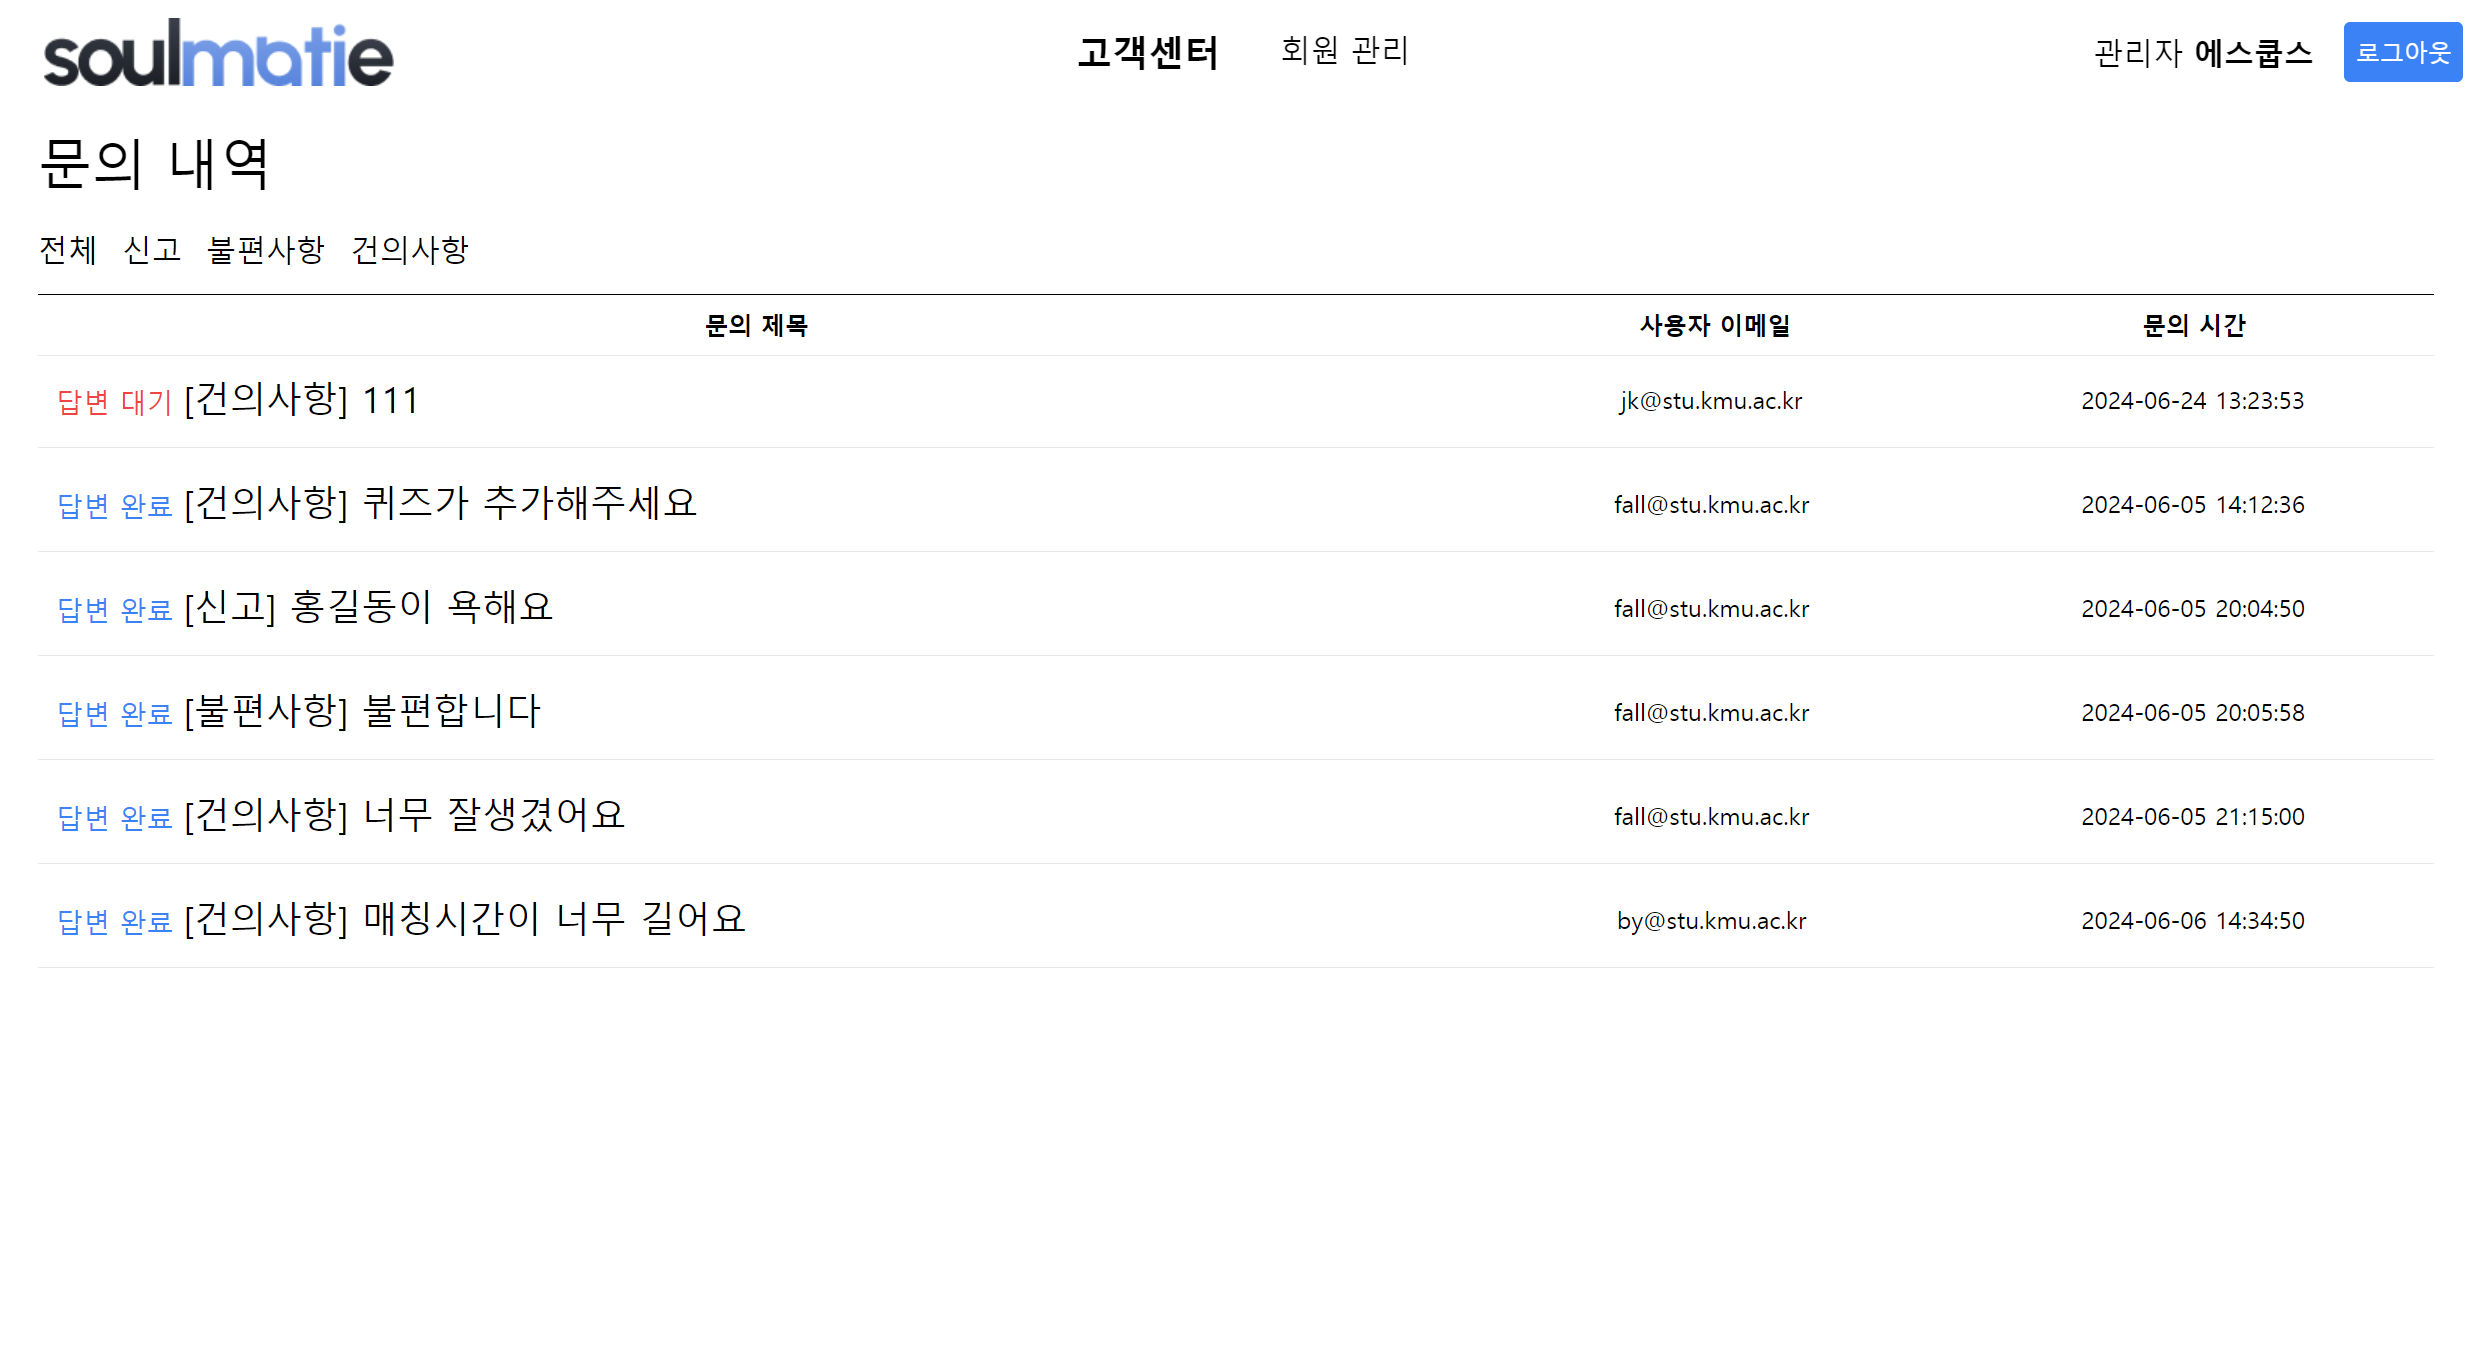 soulmatie 고객센터 회원 관리 관리자 에스쿱스 로그아웃
문의 내역
전체 신고 불편사항 건의사항
문의 제목 사용자 이메일 문의 시간
답변 대기 [건의사항] 111 jk@stu.kmu.ac.kr 2024-06-24 13:23:53
답변 완료 [건의사항] 퀴즈가 추가해주세요 fall@stu.kmu.ac.kr 2024-06-05 14:12:36
답변 완료 [신고] 홍길동이 욕해요 fall@stu.kmu.ac.kr 2024-06-05 20:04:50
답변 완료 [불편사항] 불편합니다 fall@stu.kmu.ac.kr 2024-06-05 20:05:58
답변 완료 [건의사항] 너무 잘생겼어요 fall@stu.kmu.ac.kr 2024-06-05 21:15:00
답변 완료 [건의사항] 매칭시간이 너무 길어요 by@stu.kmu.ac.kr 2024-06-06 14:34:50